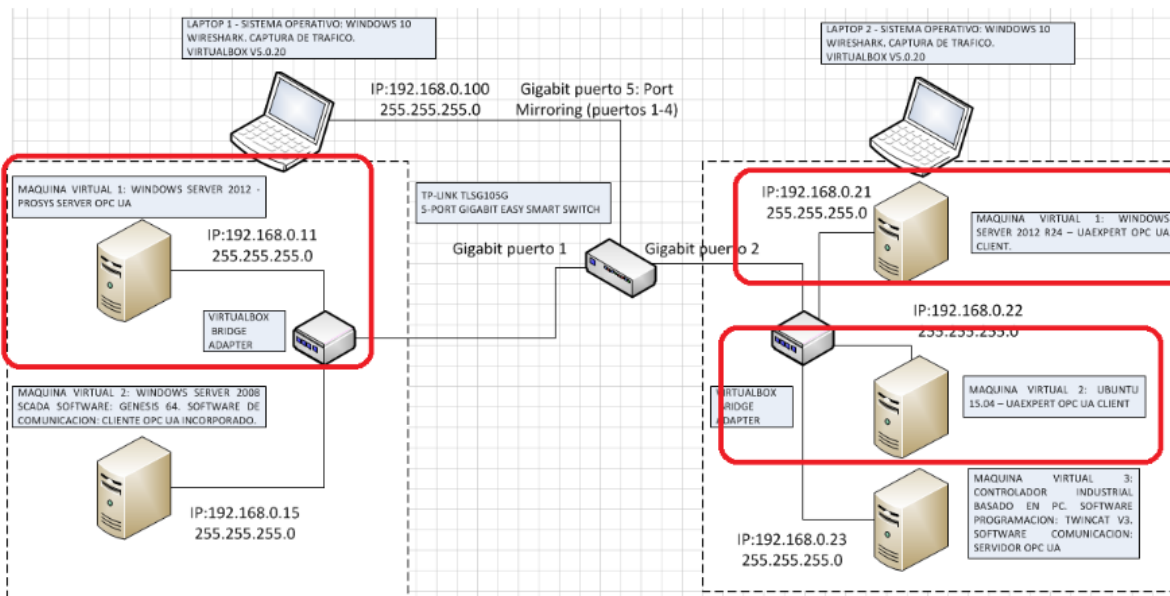 LAPTOP 1 - SISTEMA OPERATIVO: WINDOWS 10
WIRESHARK. CAPTURA DE TRAFICO.
VIRTUALBOX V5.0.20
LAPTOP 2 - SISTEMA OPERATIVO: WINDOWS 10
WIRESHARK. CAPTURA DE TRAFICO.
VIRTUALBOX V5.0.20
IP:192.168.0.100
255.255.255.0
Gigabit puerto 5: Port
Mirroring (puertos 1-4)
MAQUINA VIRTUAL 1: WINDOWS SERVER 2012 -
PROSYS SERVER OPC UA
IP:192.168.0.11
255.255.255.0
VIRTUALBOX
BRIDGE
ADAPTER
TP-LINK TLSG105G
5-PORT GIGABIT EASY SMART SWITCH
Gigabit puerto 1
Gigabit puerto 2
IP:192.168.0.21
255.255.255.0
MAQUINA VIRTUAL 1: WINDOWS
SERVER 2012 R24 – UAEXPERT OPC UA
CLIENT.
IP:192.168.0.22
255.255.255.0
MAQUINA VIRTUAL 2: WINDOWS SERVER 2008
SCADA SOFTWARE: GENESIS 64. SOFTWARE DE
COMUNICACION: CLIENTE OPC UA INCORPORADO.
VIRTUALBOX
BRIDGE
ADAPTER
MAQUINA VIRTUAL 2: UBUNTU
15.04 – UAEXPERT OPC UA CLIENT
IP:192.168.0.15
255.255.255.0
IP:192.168.0.23
255.255.255.0
MAQUINA VIRTUAL 3:
CONTROLADOR INDUSTRIAL
BASADO EN PC. SOFTWARE
PROGRAMACION: TWINCAT V3.
SOFTWARE COMUNICACION:
SERVIDOR OPC UA